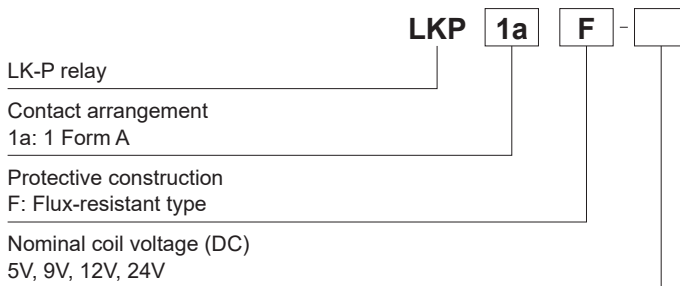 LKP 1a F -
LK-P relay
Contact arrangement
1a: 1 Form A
Protective construction
F: Flux-resistant type
Nominal coil voltage (DC)
5V, 9V, 12V, 24V